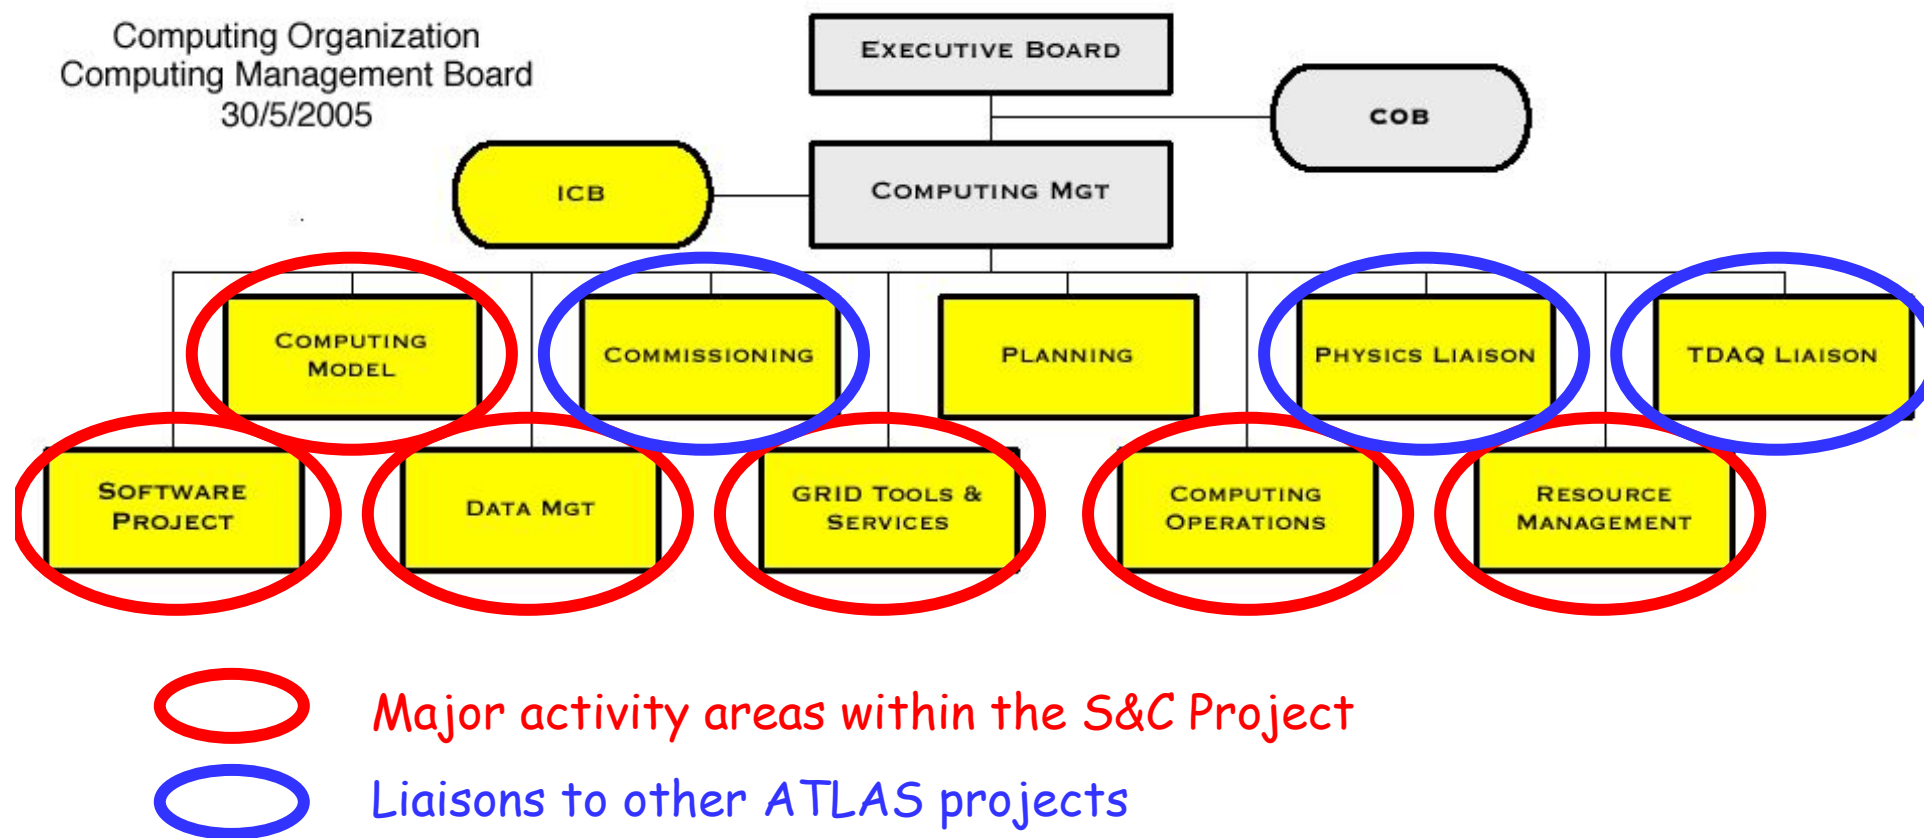 Computing Organization
Computing Management Board
30/5/2005
EXECUTIVE BOARD
COB
ICB
COMPUTING MGT
COMPUTING
MODEL
COMMISSIONING
PLANNING
PHYSICS LIAISON
TDAQ LIAISON
SOFTWARE
PROJECT
DATA MGT
GRID TOOLS &
SERVICES
COMPUTING
OPERATIONS
RESOURCE
MANAGEMENT
Major activity areas within the S&C Project
Liaisons to other ATLAS projects